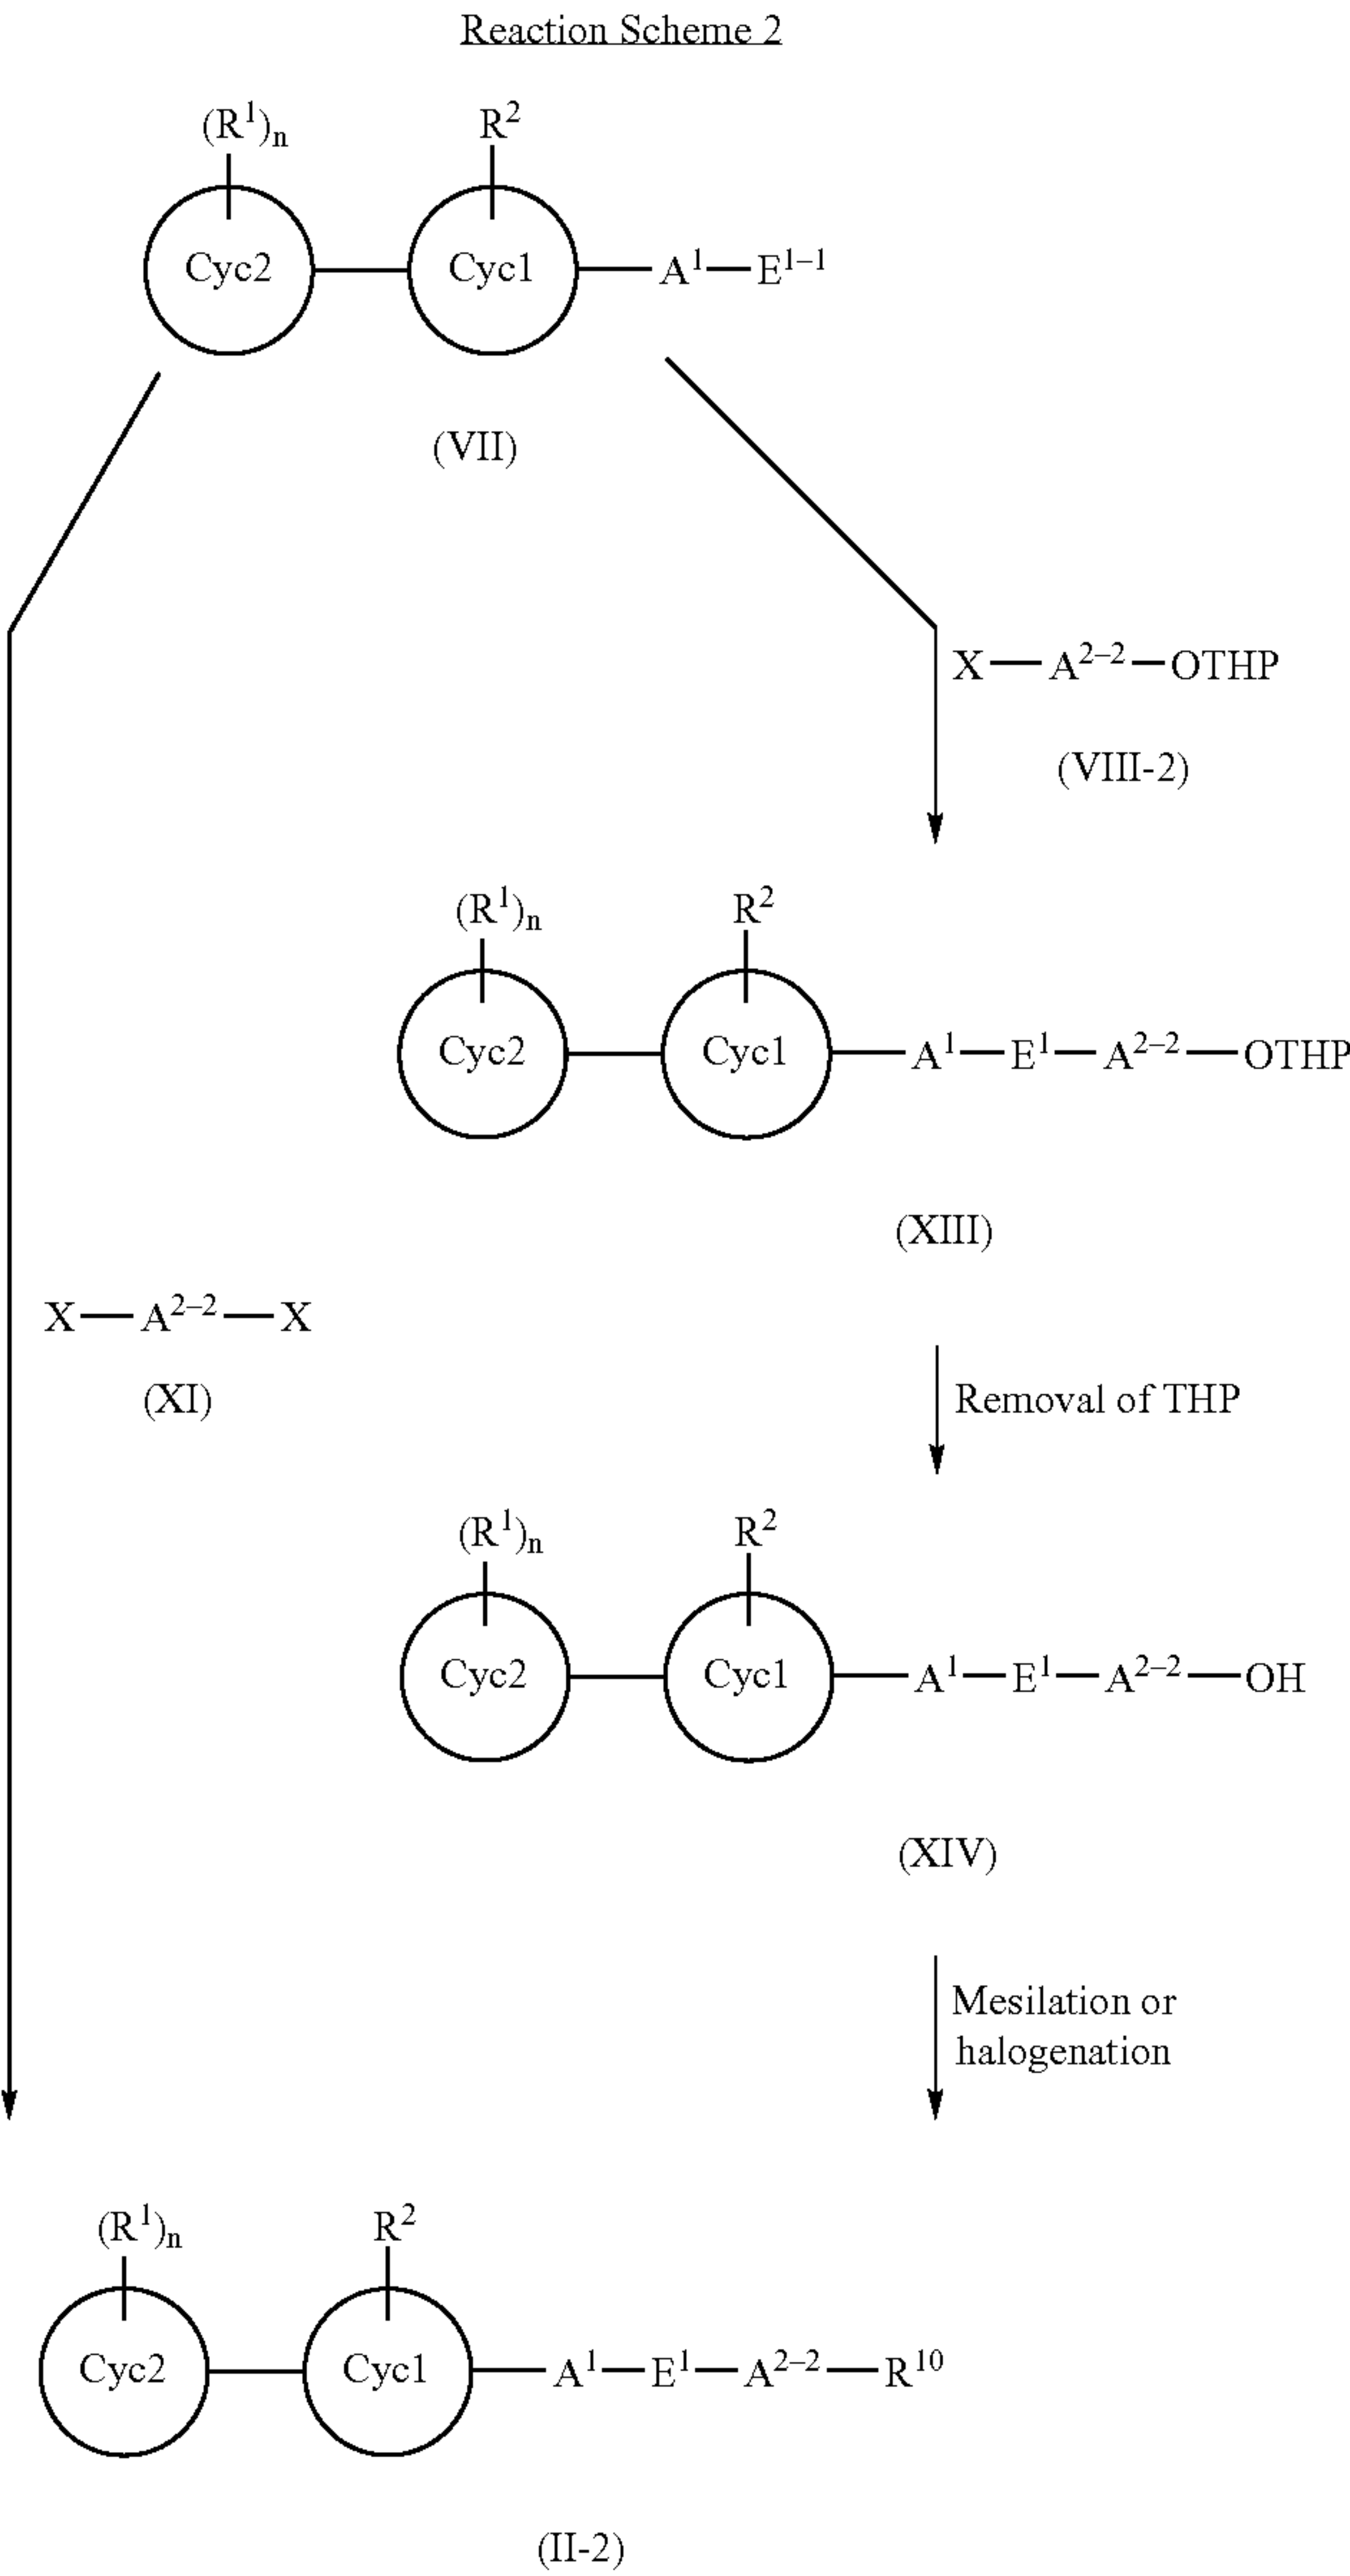 Reaction Scheme 2
(R¹)ₙ R²
Cyc2 Cyc1 A¹—E¹⁻¹
(VII)
X—A²⁻²—OTHP
(VIII-2)
(R¹)ₙ R²
Cyc2 Cyc1 A¹—E¹—A²⁻²—OTHP
(XIII)
X—A²⁻²—X
(XI)
Removal of THP
(R¹)ₙ R²
Cyc2 Cyc1 A¹—E¹—A²⁻²—OH
(XIV)
Mesilation or
halogenation
(R¹)ₙ R²
Cyc2 Cyc1 A¹—E¹—A²⁻²—R¹⁰
(II-2)